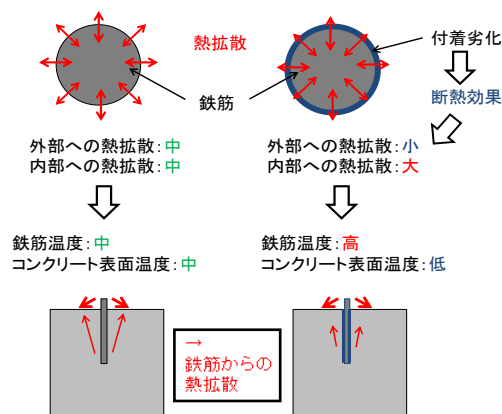 熱拡散
鉄筋
付着劣化
断熱効果
外部への熱拡散:中
内部への熱拡散:中
外部への熱拡散:小
内部への熱拡散:大
鉄筋温度:中
コンクリート表面温度:中
鉄筋温度:高
コンクリート表面温度:低
→
鉄筋からの
熱拡散